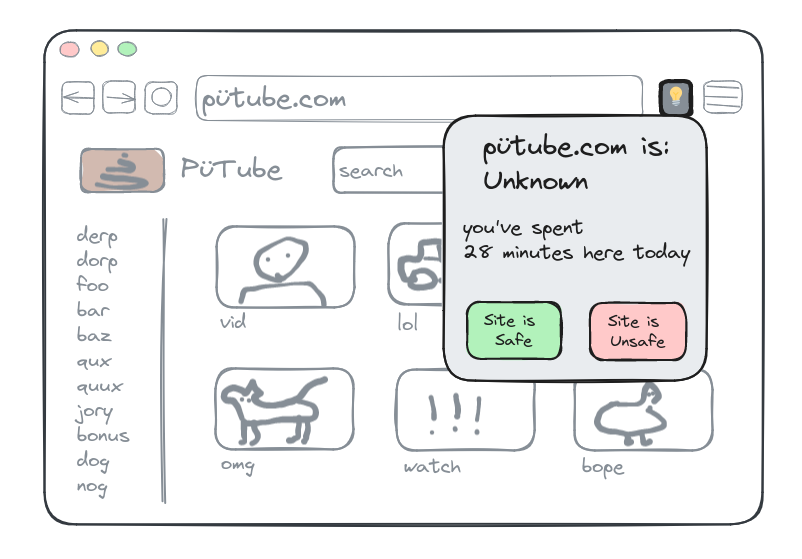 pütube.com
PüTube
search
derp
dorp
foo
bar
baz
qux
quux
jory
bonus
dog
nog
vid
lol
omg
!!!
watch
bope
pütube.com is:
Unknown
you've spent
28 minutes here today
Site is
Safe
Site is
Unsafe